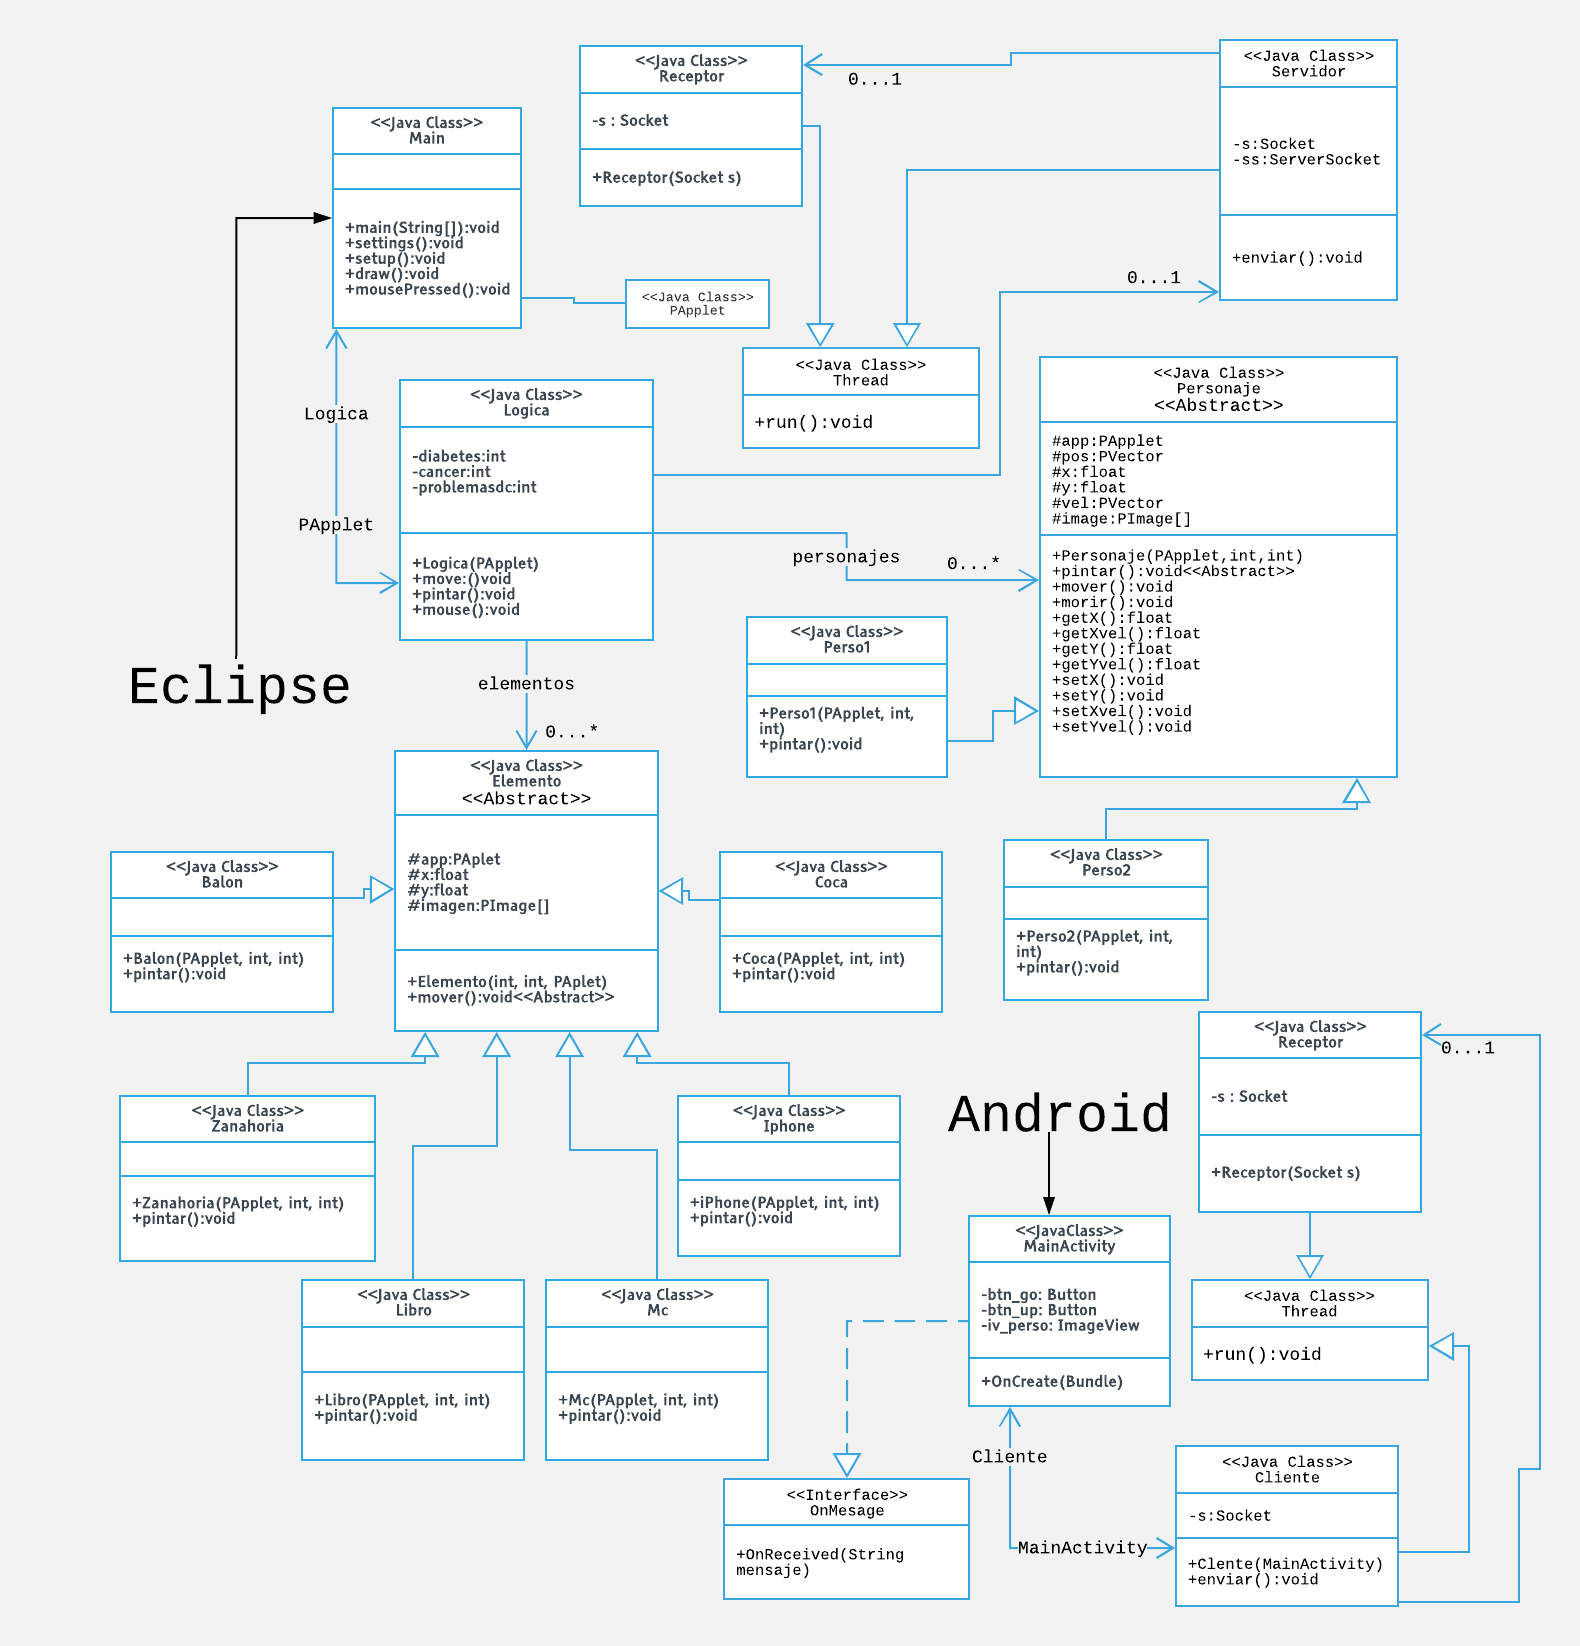 <<Java Class>>
Receptor
-s : Socket
+Receptor(Socket s)
0...1
<<Java Class>>
Servidor
-s:Socket
-ss:ServerSocket
+enviar():void
<<Java Class>>
Main
+main(String[]):void
+settings():void
+setup():void
+draw():void
+mousePressed():void
<<Java Class>>
PApplet
0...1
<<Java Class>>
Thread
+run():void
Logica
PApplet
<<Java Class>>
Logica
-diabetes:int
-cancer:int
-problemasdc:int
+Logica(PApplet)
+move:()void
+pintar():void
+mouse():void
personajes
0...*
<<Java Class>>
Personaje
<<Abstract>>
#app:PApplet
#pos:PVector
#x:float
#y:float
#vel:PVector
#image:PImage[]
+Personaje(PApplet,int,int)
+pintar():void<<Abstract>>
+mover():void
+morir():void
+getX():float
+getXvel():float
+getY():float
+getYvel():float
+setX():void
+setY():void
+setXvel():void
+setYvel():void
Eclipse
elementos
0...*
<<Java Class>>
Perso1
+Perso1(PApplet, int,
int)
+pintar():void
<<Java Class>>
Elemento
<<Abstract>>
#app:PAplet
#x:float
#y:float
#imagen:PImage[]
+Elemento(int, int, PAplet)
+mover():void<<Abstract>>
<<Java Class>>
Balon
+Balon(PApplet, int, int)
+pintar():void
<<Java Class>>
Coca
+Coca(PApplet, int, int)
+pintar():void
<<Java Class>>
Perso2
+Perso2(PApplet, int,
int)
+pintar():void
<<Java Class>>
Zanahoria
+Zanahoria(PApplet, int, int)
+pintar():void
<<Java Class>>
Iphone
+iPhone(PApplet, int, int)
+pintar():void
<<Java Class>>
Libro
+Libro(PApplet, int, int)
+pintar():void
<<Java Class>>
Mc
+Mc(PApplet, int, int)
+pintar():void
Android
<<Java Class>>
Receptor
-s : Socket
+Receptor(Socket s)
0...1
<<JavaClass>>
MainActivity
-btn_go: Button
-btn_up: Button
-iv_perso: ImageView
+OnCreate(Bundle)
<<Java Class>>
Thread
+run():void
Cliente
MainActivity
<<Interface>>
OnMesage
+OnReceived(String
mensaje)
<<Java Class>>
Cliente
-s:Socket
+Clente(MainActivity)
+enviar():void